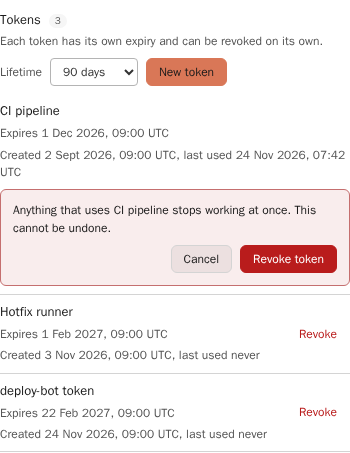 Tokens 3
Each token has its own expiry and can be revoked on its own.
Lifetime 90 days New token
CI pipeline
Expires 1 Dec 2026, 09:00 UTC
Created 2 Sept 2026, 09:00 UTC, last used 24 Nov 2026, 07:42
UTC
Anything that uses CI pipeline stops working at once. This
cannot be undone.
Cancel Revoke token
Hotfix runner
Expires 1 Feb 2027, 09:00 UTC Revoke
Created 3 Nov 2026, 09:00 UTC, last used never
deploy-bot token
Expires 22 Feb 2027, 09:00 UTC Revoke
Created 24 Nov 2026, 09:00 UTC, last used never